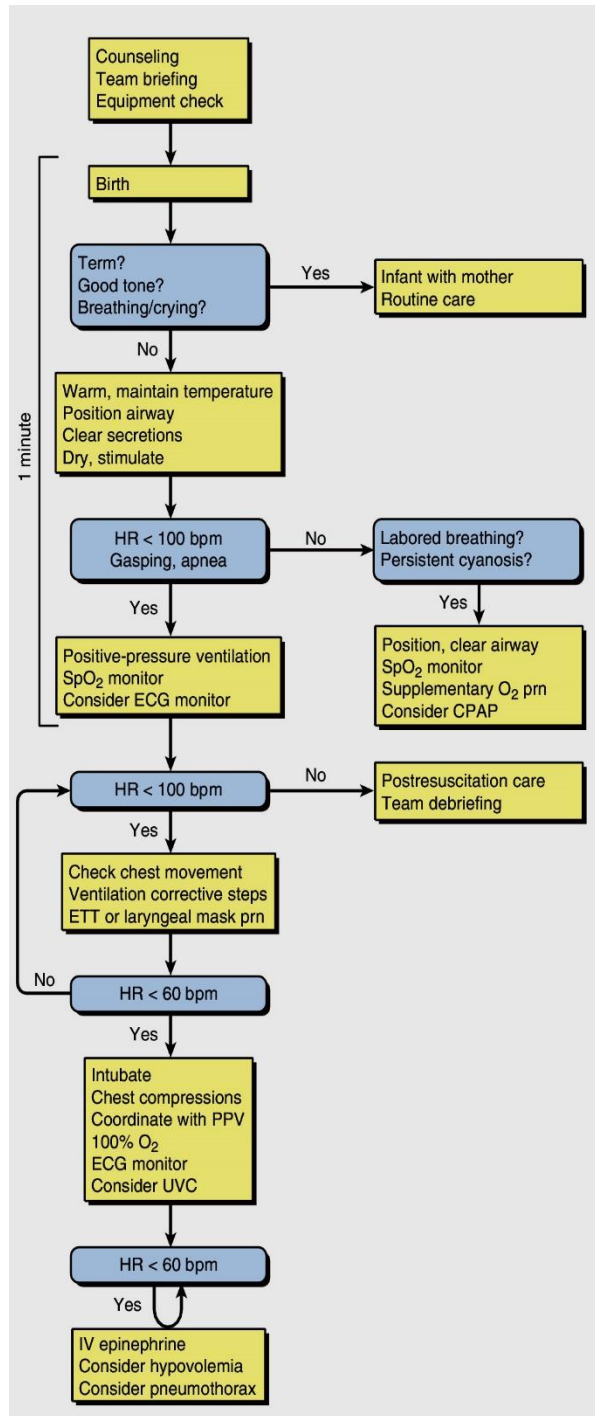 Counseling
Team briefing
Equipment check
Birth
1 minute
Term?
Good tone?
Breathing/crying?
Yes
Infant with mother
Routine care
No
Warm, maintain temperature
Position airway
Clear secretions
Dry, stimulate
HR < 100 bpm
Gasping, apnea
No
Labored breathing?
Persistent cyanosis?
Yes
Yes
Positive-pressure ventilation
SpO₂ monitor
Consider ECG monitor
Position, clear airway
SpO₂ monitor
Supplementary O₂ prn
Consider CPAP
HR < 100 bpm
No
Postresuscitation care
Team debriefing
Yes
Check chest movement
Ventilation corrective steps
ETT or laryngeal mask prn
No
HR < 60 bpm
Yes
Intubate
Chest compressions
Coordinate with PPV
100% O₂
ECG monitor
Consider UVC
HR < 60 bpm
Yes
IV epinephrine
Consider hypovolemia
Consider pneumothorax